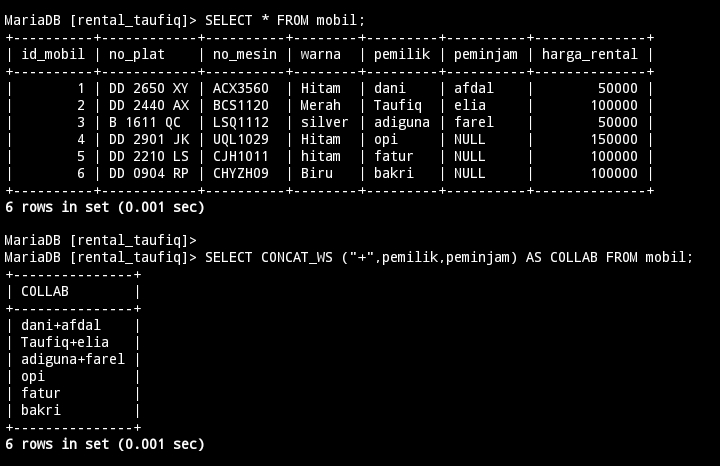 MariaDB [rental_taufiq]> SELECT * FROM mobil;
+----------+------------+----------+--------+---------+----------+--------------+
| id_mobil | no_plat    | no_mesin | warna  | pemilik | peminjam | harga_rental |
+----------+------------+----------+--------+---------+----------+--------------+
|        1 | DD 2650 XY | ACX3560  | Hitam  | dani    | afdal    |        50000 |
|        2 | DD 2440 AX | BCS1120  | Merah  | Taufiq  | elia     |       100000 |
|        3 | B 1611 QC  | LSQ1112  | silver | adiguna | farel    |        50000 |
|        4 | DD 2901 JK | UQL1029  | Hitam  | opi     | NULL     |       150000 |
|        5 | DD 2210 LS | CJH1011  | hitam  | fatur   | NULL     |       100000 |
|        6 | DD 0904 RP | CHYZH09  | Biru   | bakri   | NULL     |       100000 |
+----------+------------+----------+--------+---------+----------+--------------+
6 rows in set (0.001 sec)
MariaDB [rental_taufiq]>
MariaDB [rental_taufiq]> SELECT CONCAT_WS ("+",pemilik,peminjam) AS COLLAB FROM mobil;
+---------------+
| COLLAB        |
+---------------+
| dani+afdal    |
| Taufiq+elia   |
| adiguna+farel |
| opi           |
| fatur         |
| bakri         |
+---------------+
6 rows in set (0.001 sec)